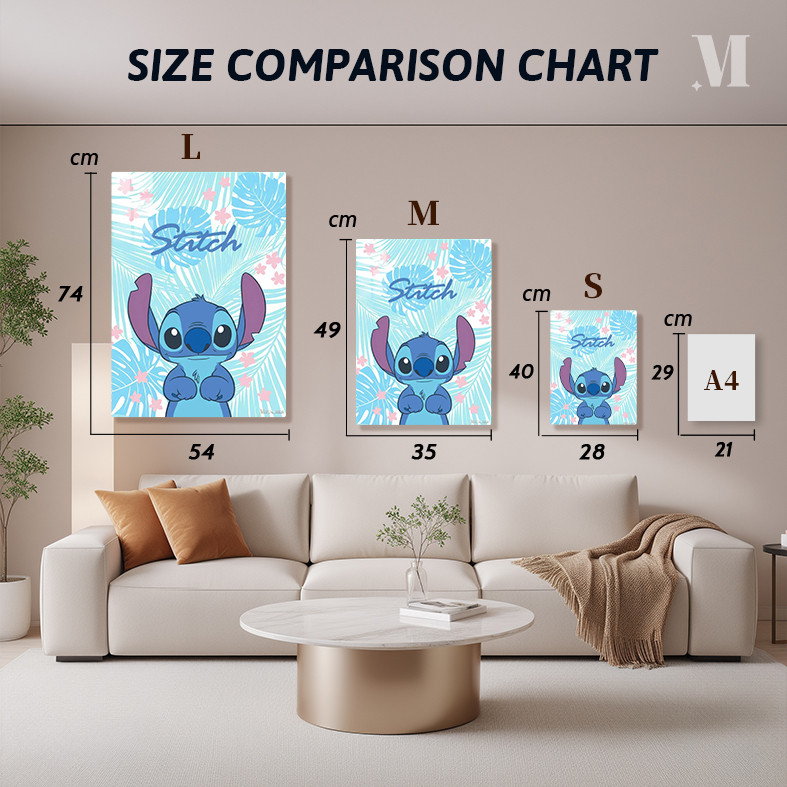 SIZE COMPARISON CHART
M
L
cm
74
54
Stitch
M
cm
49
35
Stitch
S
cm
40
28
Stitch
cm
29
A4
21